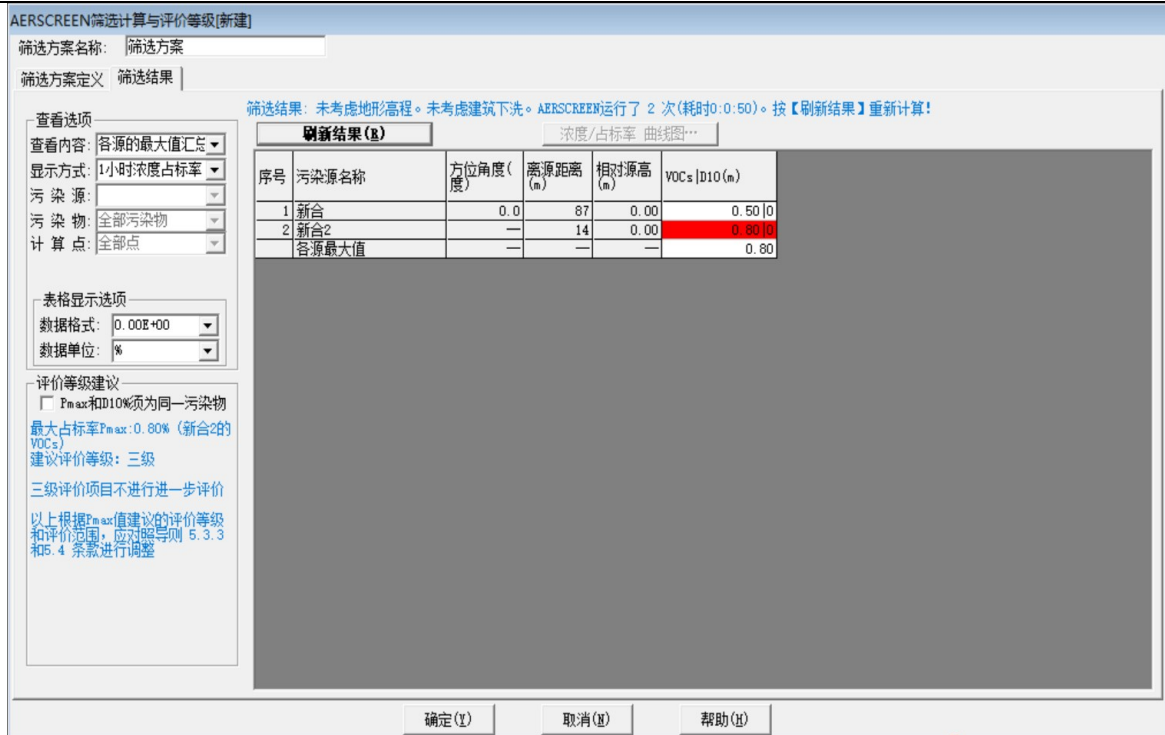 AERSCREEN筛选计算与评价等级[新建]
筛选方案名称: 筛选方案
筛选方案定义 筛选结果
筛选结果: 未考虑地形高程。未考虑建筑下洗。AERSCREEN运行了 2 次(耗时0:0:50)。按【刷新结果】重新计算!
查看选项
查看内容: 各源的最大值汇总
显示方式: 1小时浓度占标率
污 染 源:
污 染 物: 全部污染物
计 算 点: 全部点
表格显示选项
数据格式: 0.00E+00
数据单位: %
评价等级建议
Pmax和D10%须为同一污染物
最大占标率Pmax:0.80% (新合2的
VOCs)
建议评价等级: 三级
三级评价项目不进行进一步评价
以上根据Pmax值建议的评价等级
和评价范围,应对照导则 5.3.3
和5.4 条款进行调整
刷新结果(R) 浓度/占标率 曲线图…
序号 污染源名称 方位角度(度) 离源距离(m) 相对源高(m) VOCs|D10(m)
1 新合 0.0 87 0.00 0.50|0
2 新合2 — 14 0.00 0.80|0
各源最大值 — — — 0.80
确定(Y) 取消(N) 帮助(H)